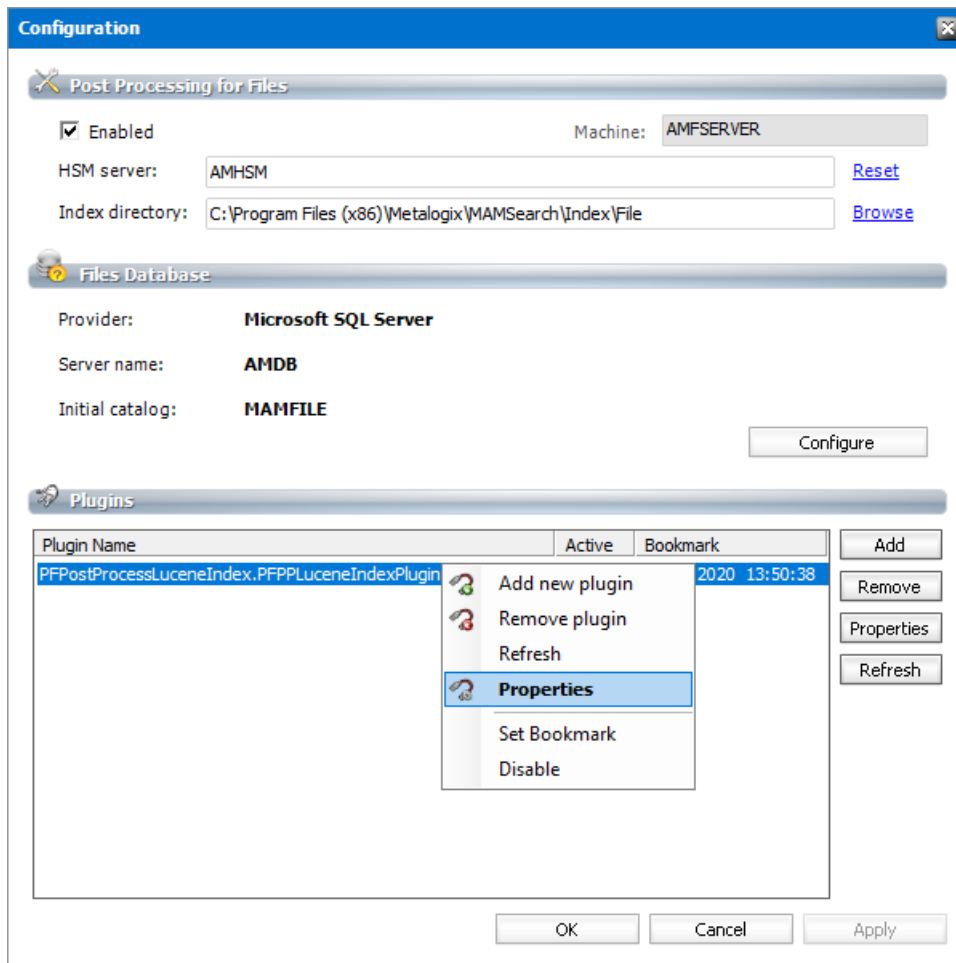 Configuration
Post Processing for Files
Enabled
Machine: AMFSERVER
HSM server: AMHSM Reset
Index directory: C:\Program Files (x86)\Metalogix\MAMSearch\Index\File Browse
Files Database
Provider: Microsoft SQL Server
Server name: AMDB
Initial catalog: MAMFILE
Configure
Plugins
Plugin Name Active Bookmark
PFPostProcessLuceneIndex.PFPPLuceneIndexPlugin 2020 13:50:38
Add new plugin
Remove plugin
Refresh
Properties
Set Bookmark
Disable
Add
Remove
Properties
Refresh
OK Cancel Apply